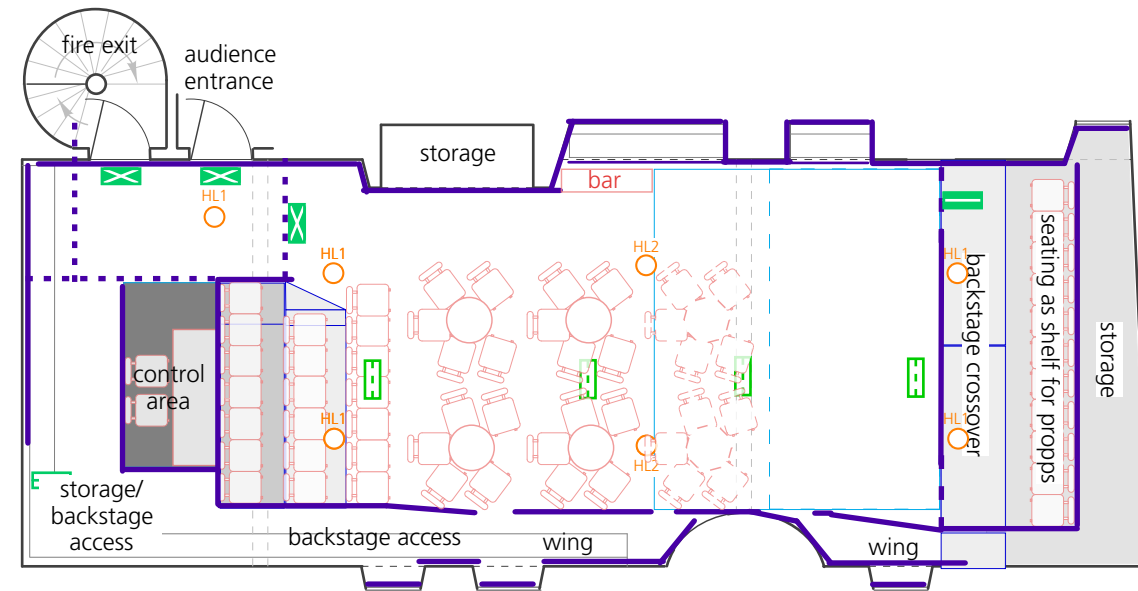 fire exit
audience
entrance
storage
bar
HL1
HL1
HL2
HL1
control
area
HL1
HL2
HL1
backstage crossover
seating as shelf for propps
storage
E
storage/
backstage
access
backstage access
wing
wing